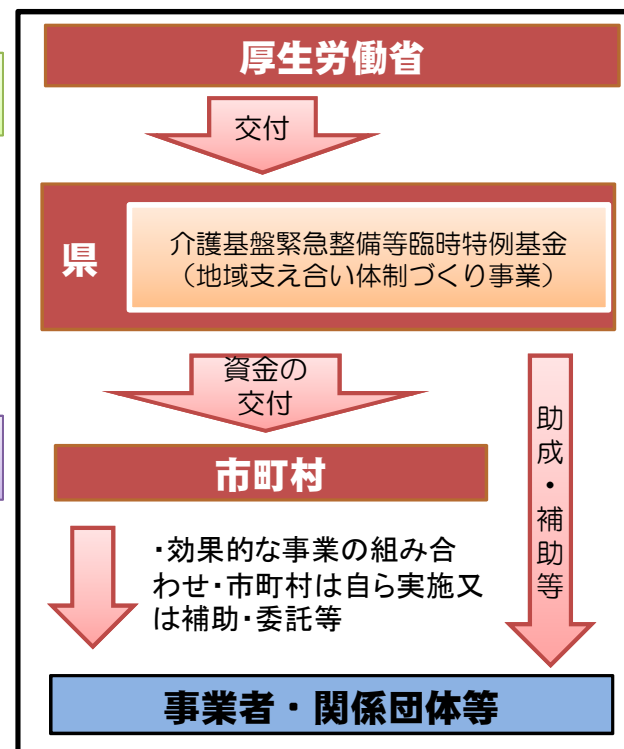 厚生労働省
交付
県
介護基盤緊急整備等臨時特例基金
（地域支え合い体制づくり事業）
資金の
交付
助成・補助等
市町村
・効果的な事業の組み合
わせ・市町村は自ら実施又
は補助・委託等
事業者・関係団体等